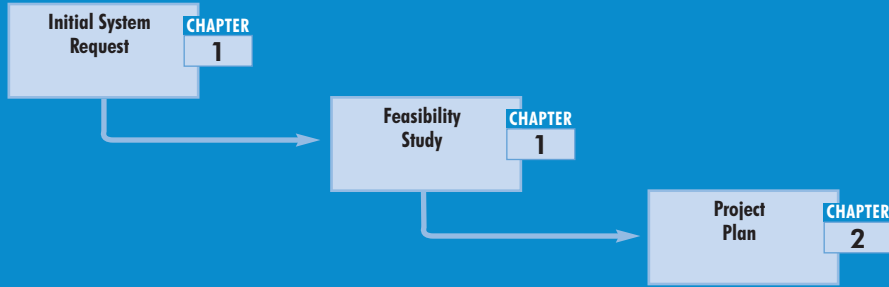 Initial System
Request
CHAPTER
1
Feasibility
Study
CHAPTER
1
Project
Plan
CHAPTER
2